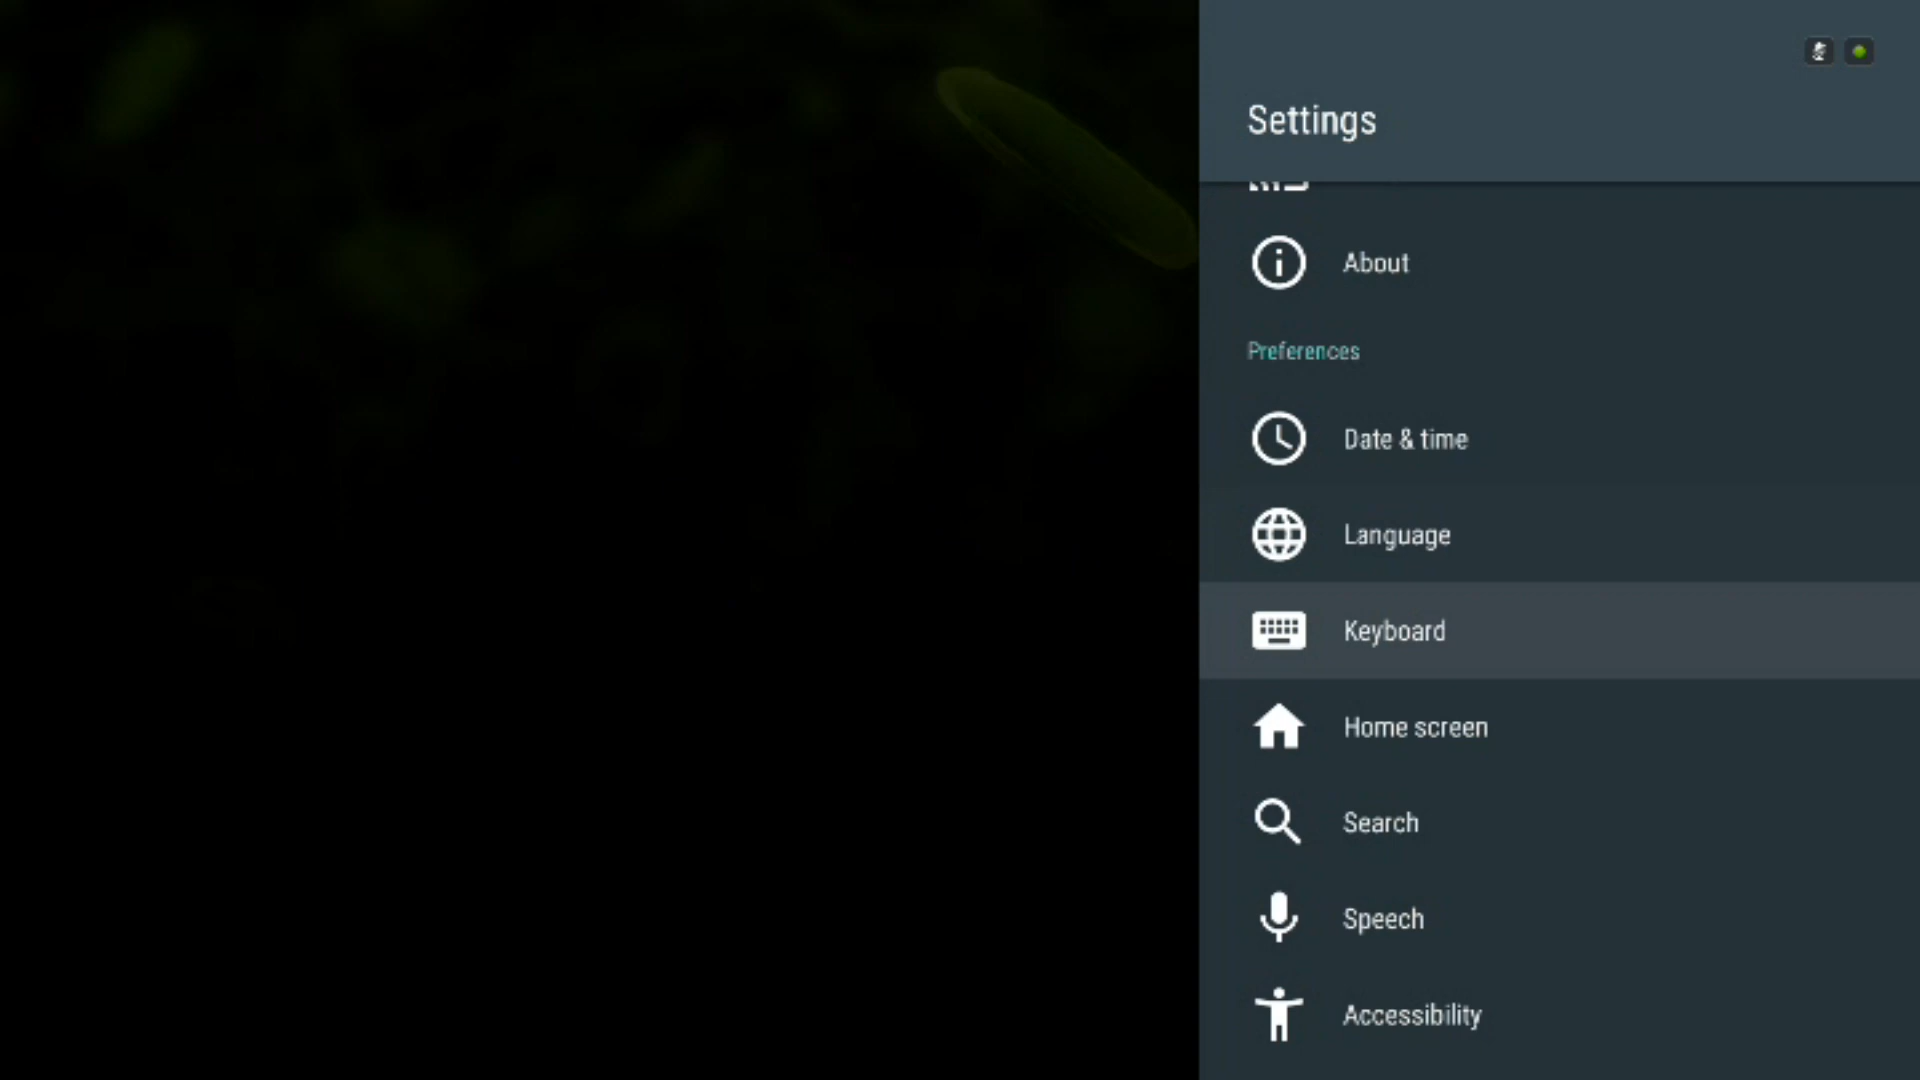 Settings
About
Preferences
Date & time
Language
Keyboard
Home screen
Search
Speech
Accessibility